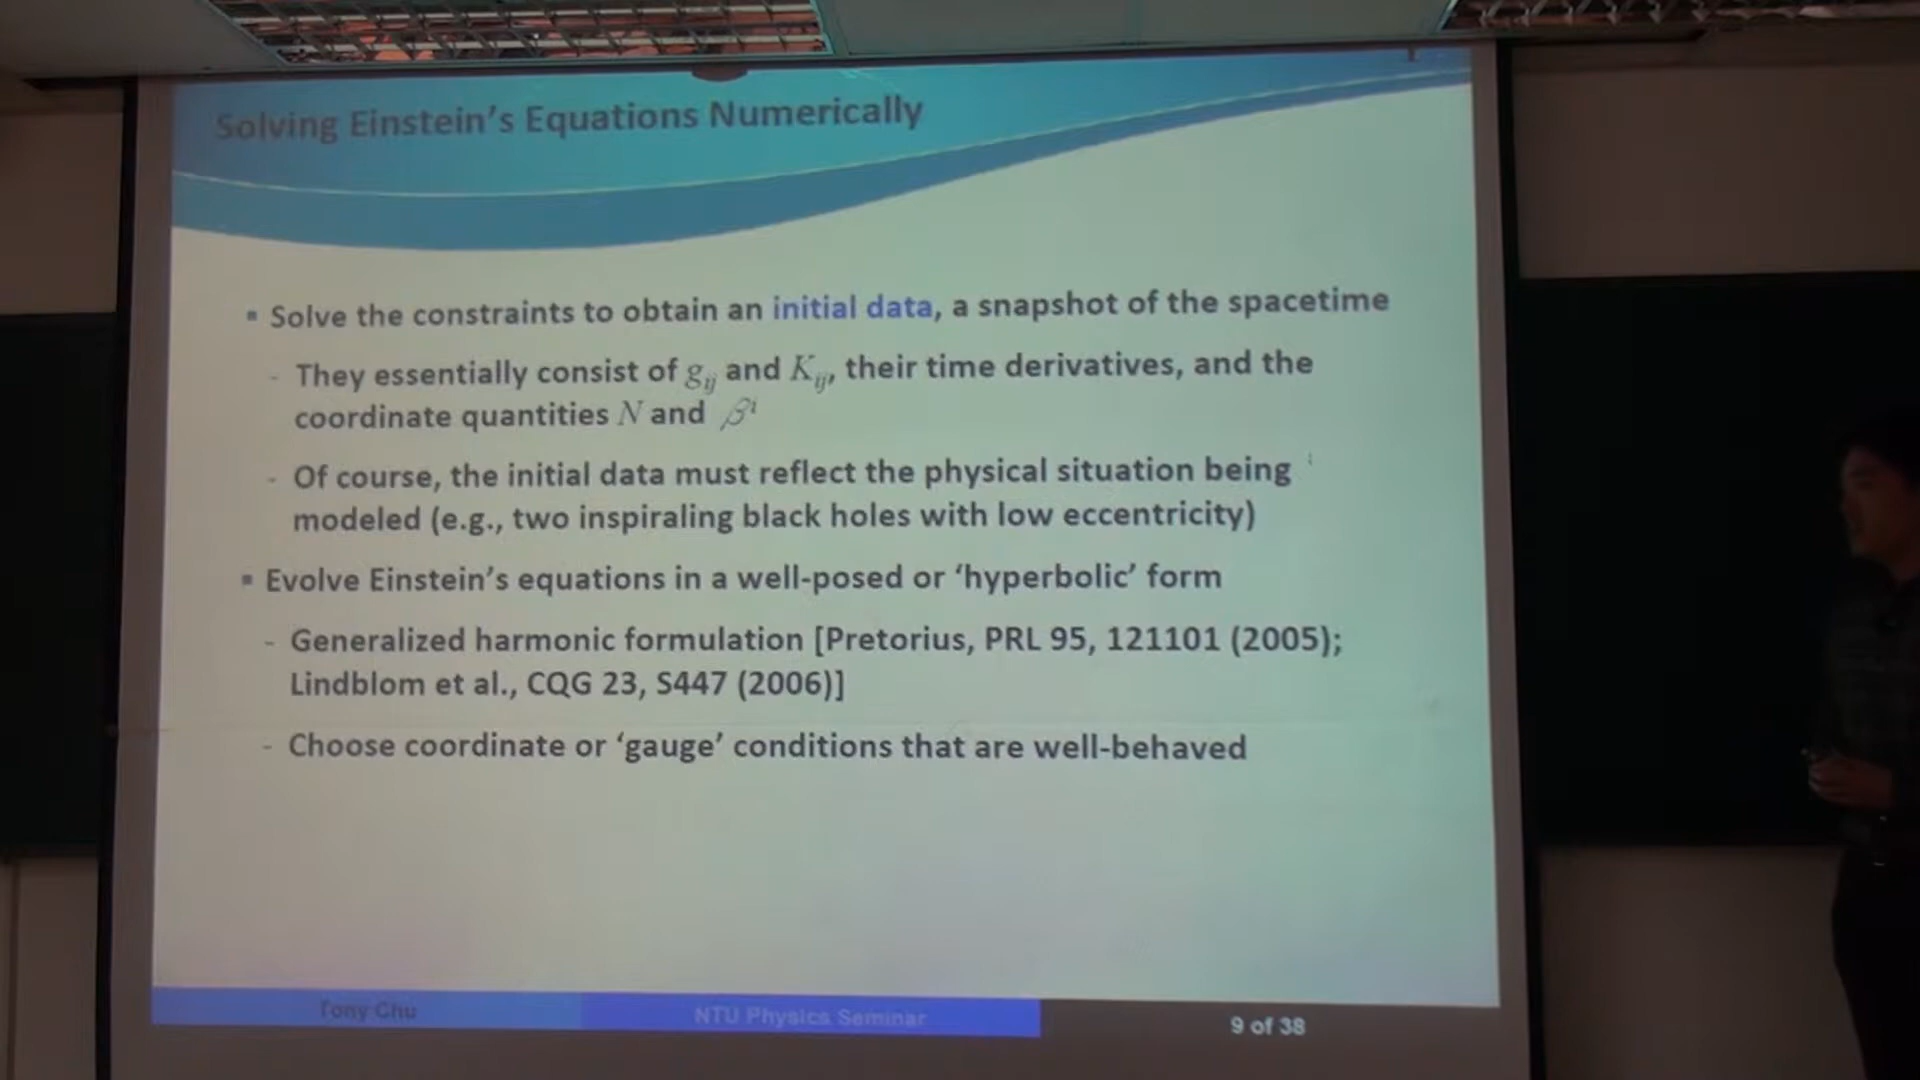 Solving Einstein's Equations Numerically
▪ Solve the constraints to obtain an initial data, a snapshot of the spacetime
- They essentially consist of g_ij and K_ij, their time derivatives, and the
coordinate quantities N and β^i
- Of course, the initial data must reflect the physical situation being
modeled (e.g., two inspiraling black holes with low eccentricity)
▪ Evolve Einstein's equations in a well-posed or ‘hyperbolic’ form
- Generalized harmonic formulation [Pretorius, PRL 95, 121101 (2005);
Lindblom et al., CQG 23, S447 (2006)]
- Choose coordinate or ‘gauge’ conditions that are well-behaved
Tony Chu
NTU Physics Seminar
9 of 38